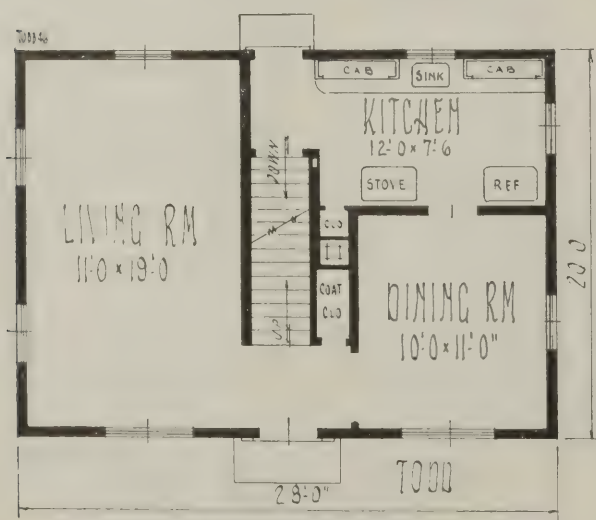 CAB
SINK
CAB
KITCHEN
12'-0 × 7'-6
DOWN
STOVE
REF
LIVING RM
11'-0 × 19'-0
CLO
COAT
CLO
DINING RM
10'-0 × 11'-0"
UP
20'0
28'-0"
TODD